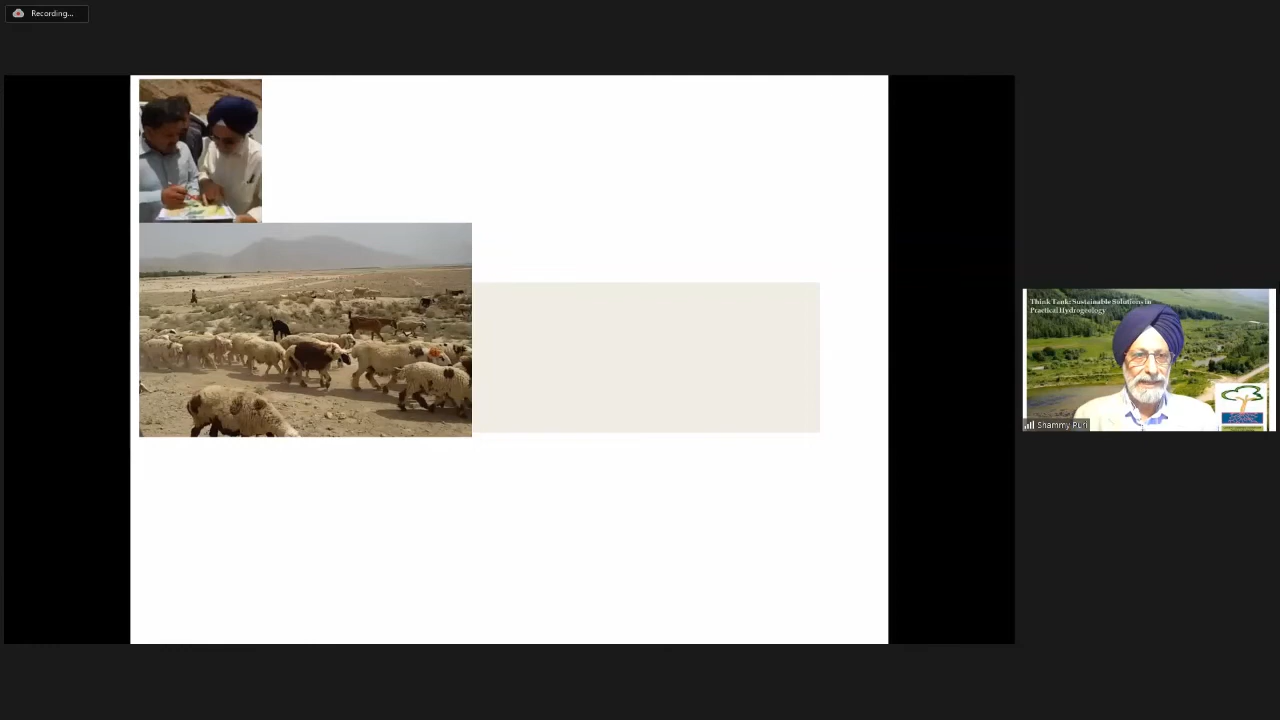 Recording...
Think Tank: Sustainable Solutions in
Practical Hydrogeology
Shammy Puri